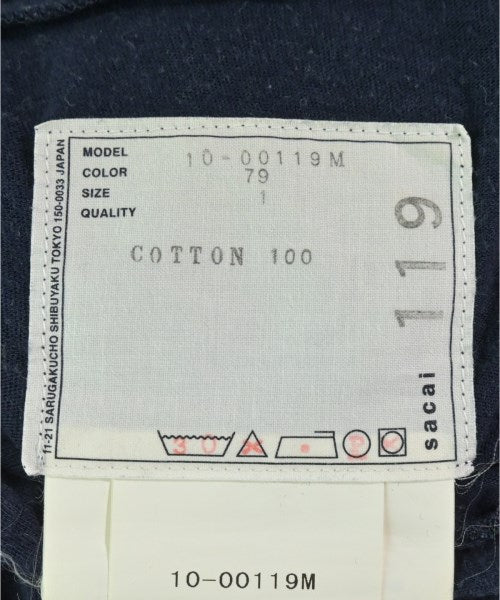 MODEL 10-00119M
COLOR 79
SIZE 1
QUALITY
COTTON 100
11-21 SARUGAKUCHO SHIBUYAKU TOKYO 150-0033 JAPAN
119
sacai
30 P
10-00119M